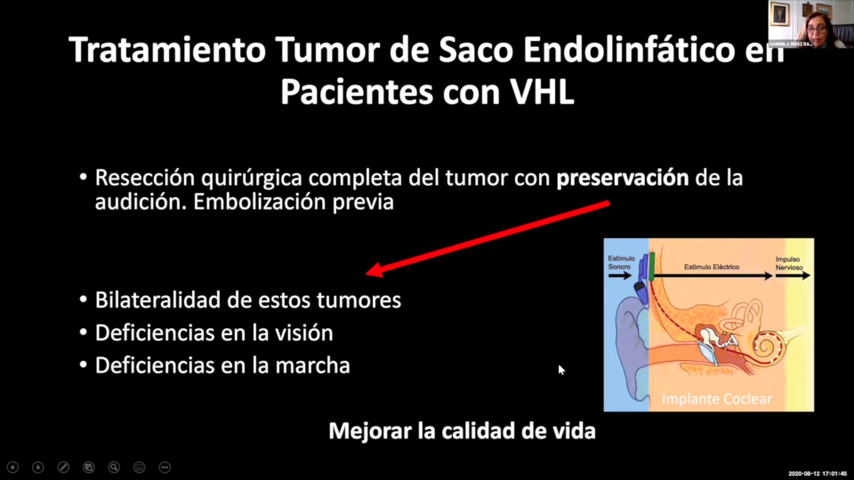 Tratamiento Tumor de Saco Endolinfático en
Pacientes con VHL
• Resección quirúrgica completa del tumor con preservación de la
audición. Embolización previa
• Bilateralidad de estos tumores
• Deficiencias en la visión
• Deficiencias en la marcha
Estímulo
Sonoro
Estímulo Eléctrico
Impulso
Nervioso
Implante Coclear
Mejorar la calidad de vida
2020-08-12 17:01:45